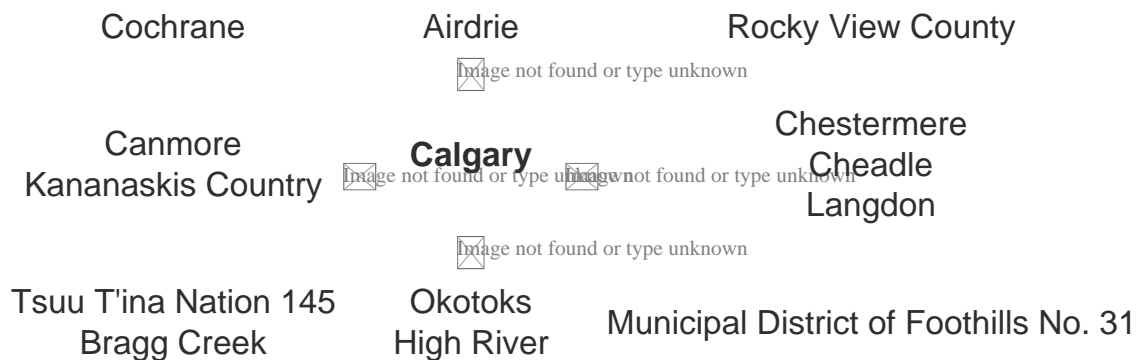 Cochrane
Airdrie
Rocky View County
Image not found or type unknown
Canmore
Kananaskis Country
Image not found or type unknown
Calgary
Image not found or type unknown
Chestermere
Cheadle
Langdon
Image not found or type unknown
Tsuu T'ina Nation 145
Bragg Creek
Okotoks
High River
Municipal District of Foothills No. 31